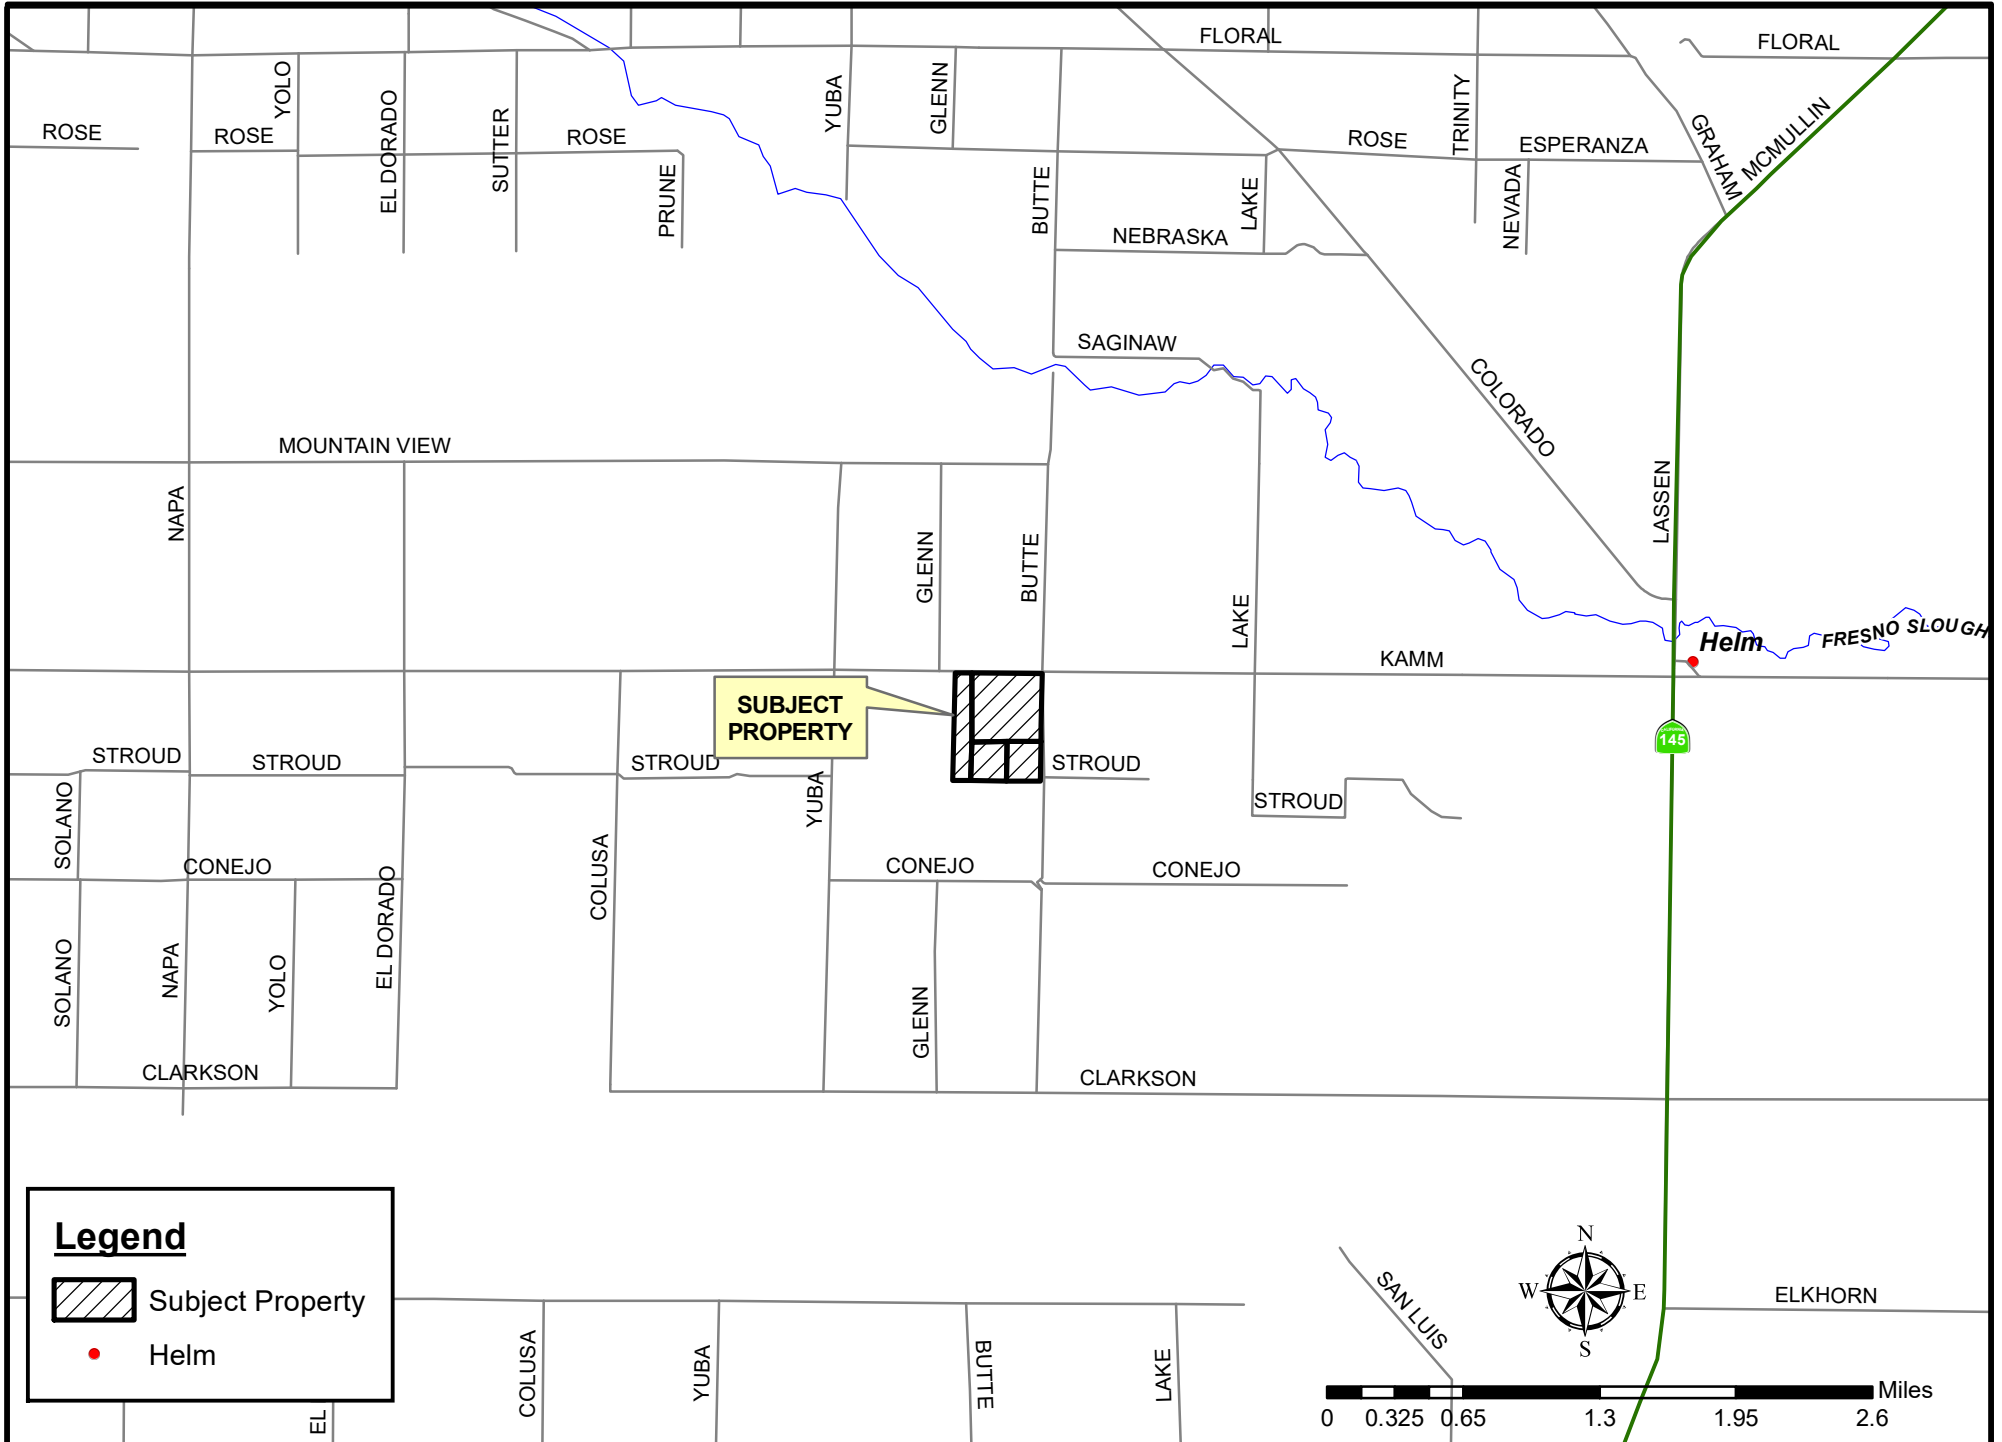 FLORAL
FLORAL
YOLO
EL DORADO
SUTTER
YUBA
GLENN
TRINITY
GRAHAM
MCMULLIN
ROSE
ROSE
ROSE
ROSE
ESPERANZA
PRUNE
BUTTE
LAKE
NEVADA
NEBRASKA
SAGINAW
COLORADO
MOUNTAIN VIEW
NAPA
LASSEN
GLENN
BUTTE
LAKE
Helm
FRESNO SLOUGH
KAMM
SUBJECT
PROPERTY
145
STROUD
STROUD
STROUD
STROUD
STROUD
SOLANO
YUBA
COLUSA
CONEJO
CONEJO
CONEJO
EL DORADO
SOLANO
NAPA
YOLO
GLENN
CLARKSON
CLARKSON
Legend
Subject Property
Helm
EL
COLUSA
YUBA
BUTTE
LAKE
SAN LUIS
N
W
E
S
ELKHORN
Miles
0 0.325 0.65 1.3 1.95 2.6